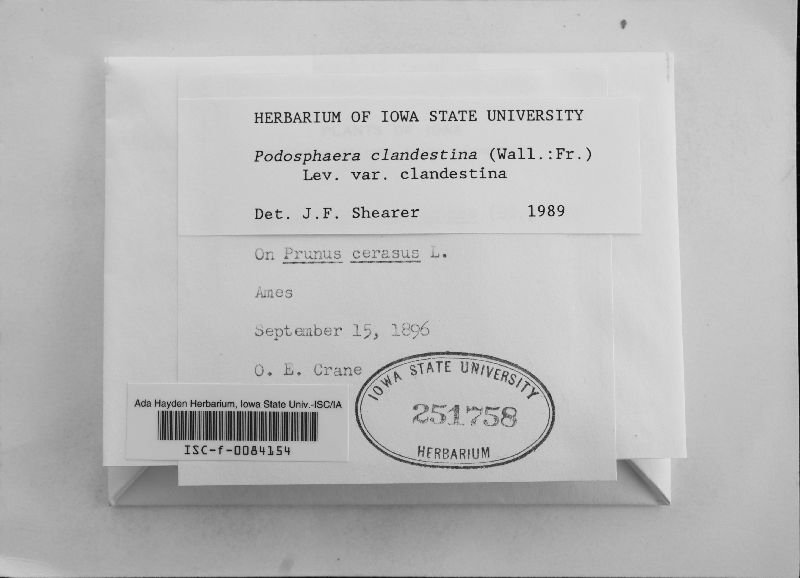 HERBARIUM OF IOWA STATE UNIVERSITY
Podosphaera clandestina (Wall.:Fr.)
Lev. var. clandestina
Det. J.F. Shearer 1989
On Prunus cerasus L.
Ames
September 15, 1896
O. E. Crane
Ada Hayden Herbarium, Iowa State Univ.-ISC/IA
ISC-f-0084154
IOWA STATE UNIVERSITY
251758
HERBARIUM